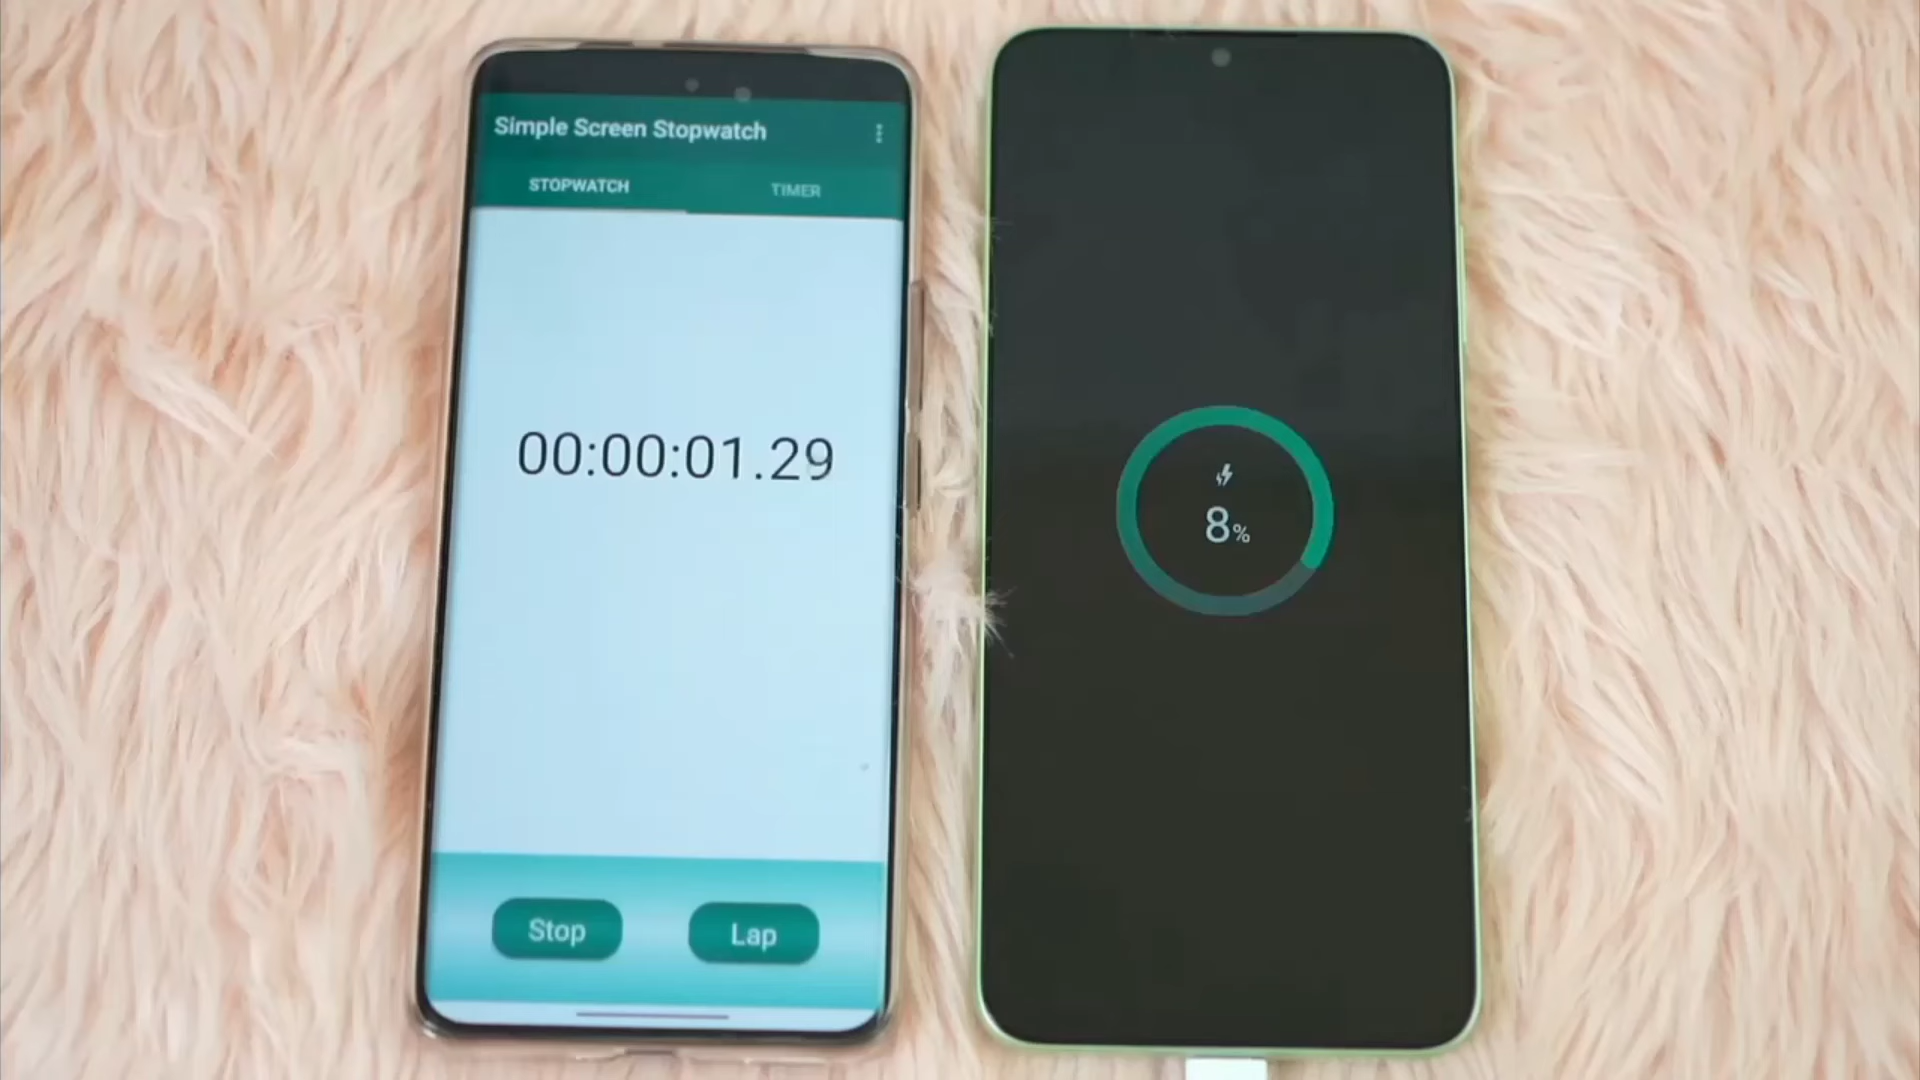 Simple Screen Stopwatch
STOPWATCH TIMER
00:00:01.29
Stop Lap
8%